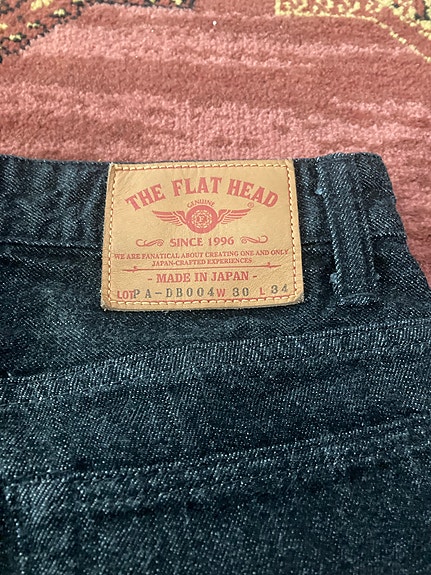 THE FLAT HEAD
GENUINE
®
SINCE 1996
WE ARE FANATICAL ABOUT CREATING ONE AND ONLY
JAPAN-CRAFTED EXPERIENCES.
- MADE IN JAPAN -
LOT PA-DB004 W 30 L 34